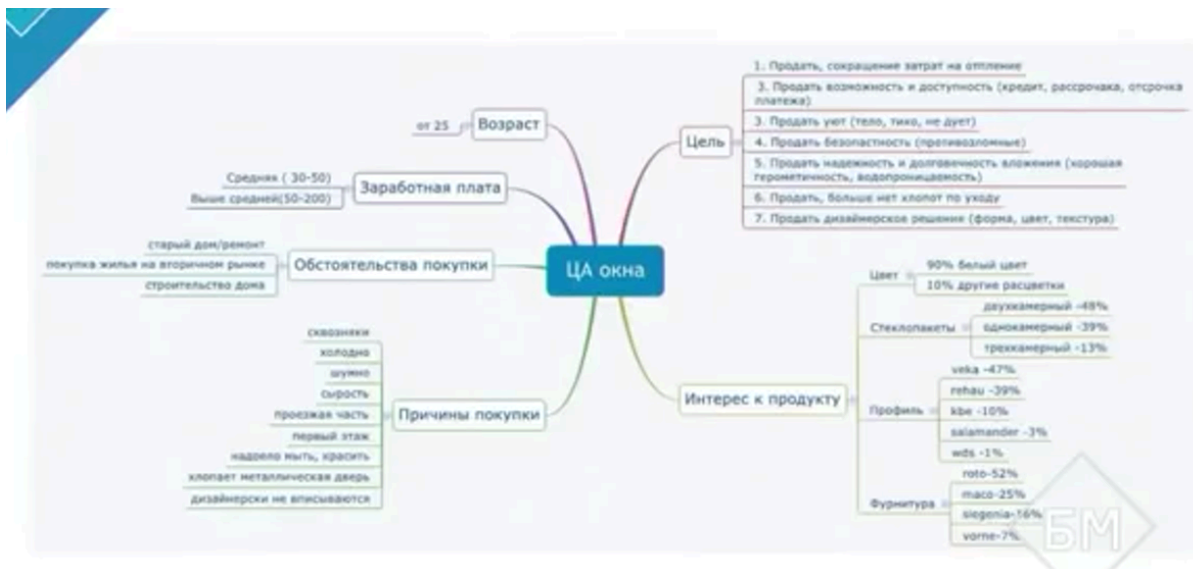 ЦА окна
Возраст
от 25
Заработная плата
Средняя ( 30-50)
Выше средней(50-200)
Обстоятельства покупки
старый дом/ремонт
покупка жилья на вторичном рынке
строительство дома
Причины покупки
сквозняки
холодно
шумно
сырость
проезжая часть
первый этаж
надоело мыть, красить
хлопает металлическая дверь
дизайнерски не вписываются
Цель
1. Продать, сокращение затрат на отпление
3. Продать возможность и доступность (кредит, рассрочака, отсрочка
платежа)
3. Продать уют (тело, тихо, не дует)
4. Продать безопастность (противозломные)
5. Продать надежность и долговечность вложения (хорошая
герометичность, водопроницаемость)
6. Продать, больше нет хлопот по уходу
7. Продать дизайнерское решения (форма, цвет, текстура)
Интерес к продукту
Цвет
90% белый цвет
10% другие расцветки
Стеклопакеты
двухкамерный -48%
однокамерный -39%
трехкамерный -13%
Профиль
veka -47%
rehau -39%
kbe -10%
salamander -3%
wds -1%
Фурнитура
roto-52%
maco-25%
siegenia-16%
vorne-7%
БМ